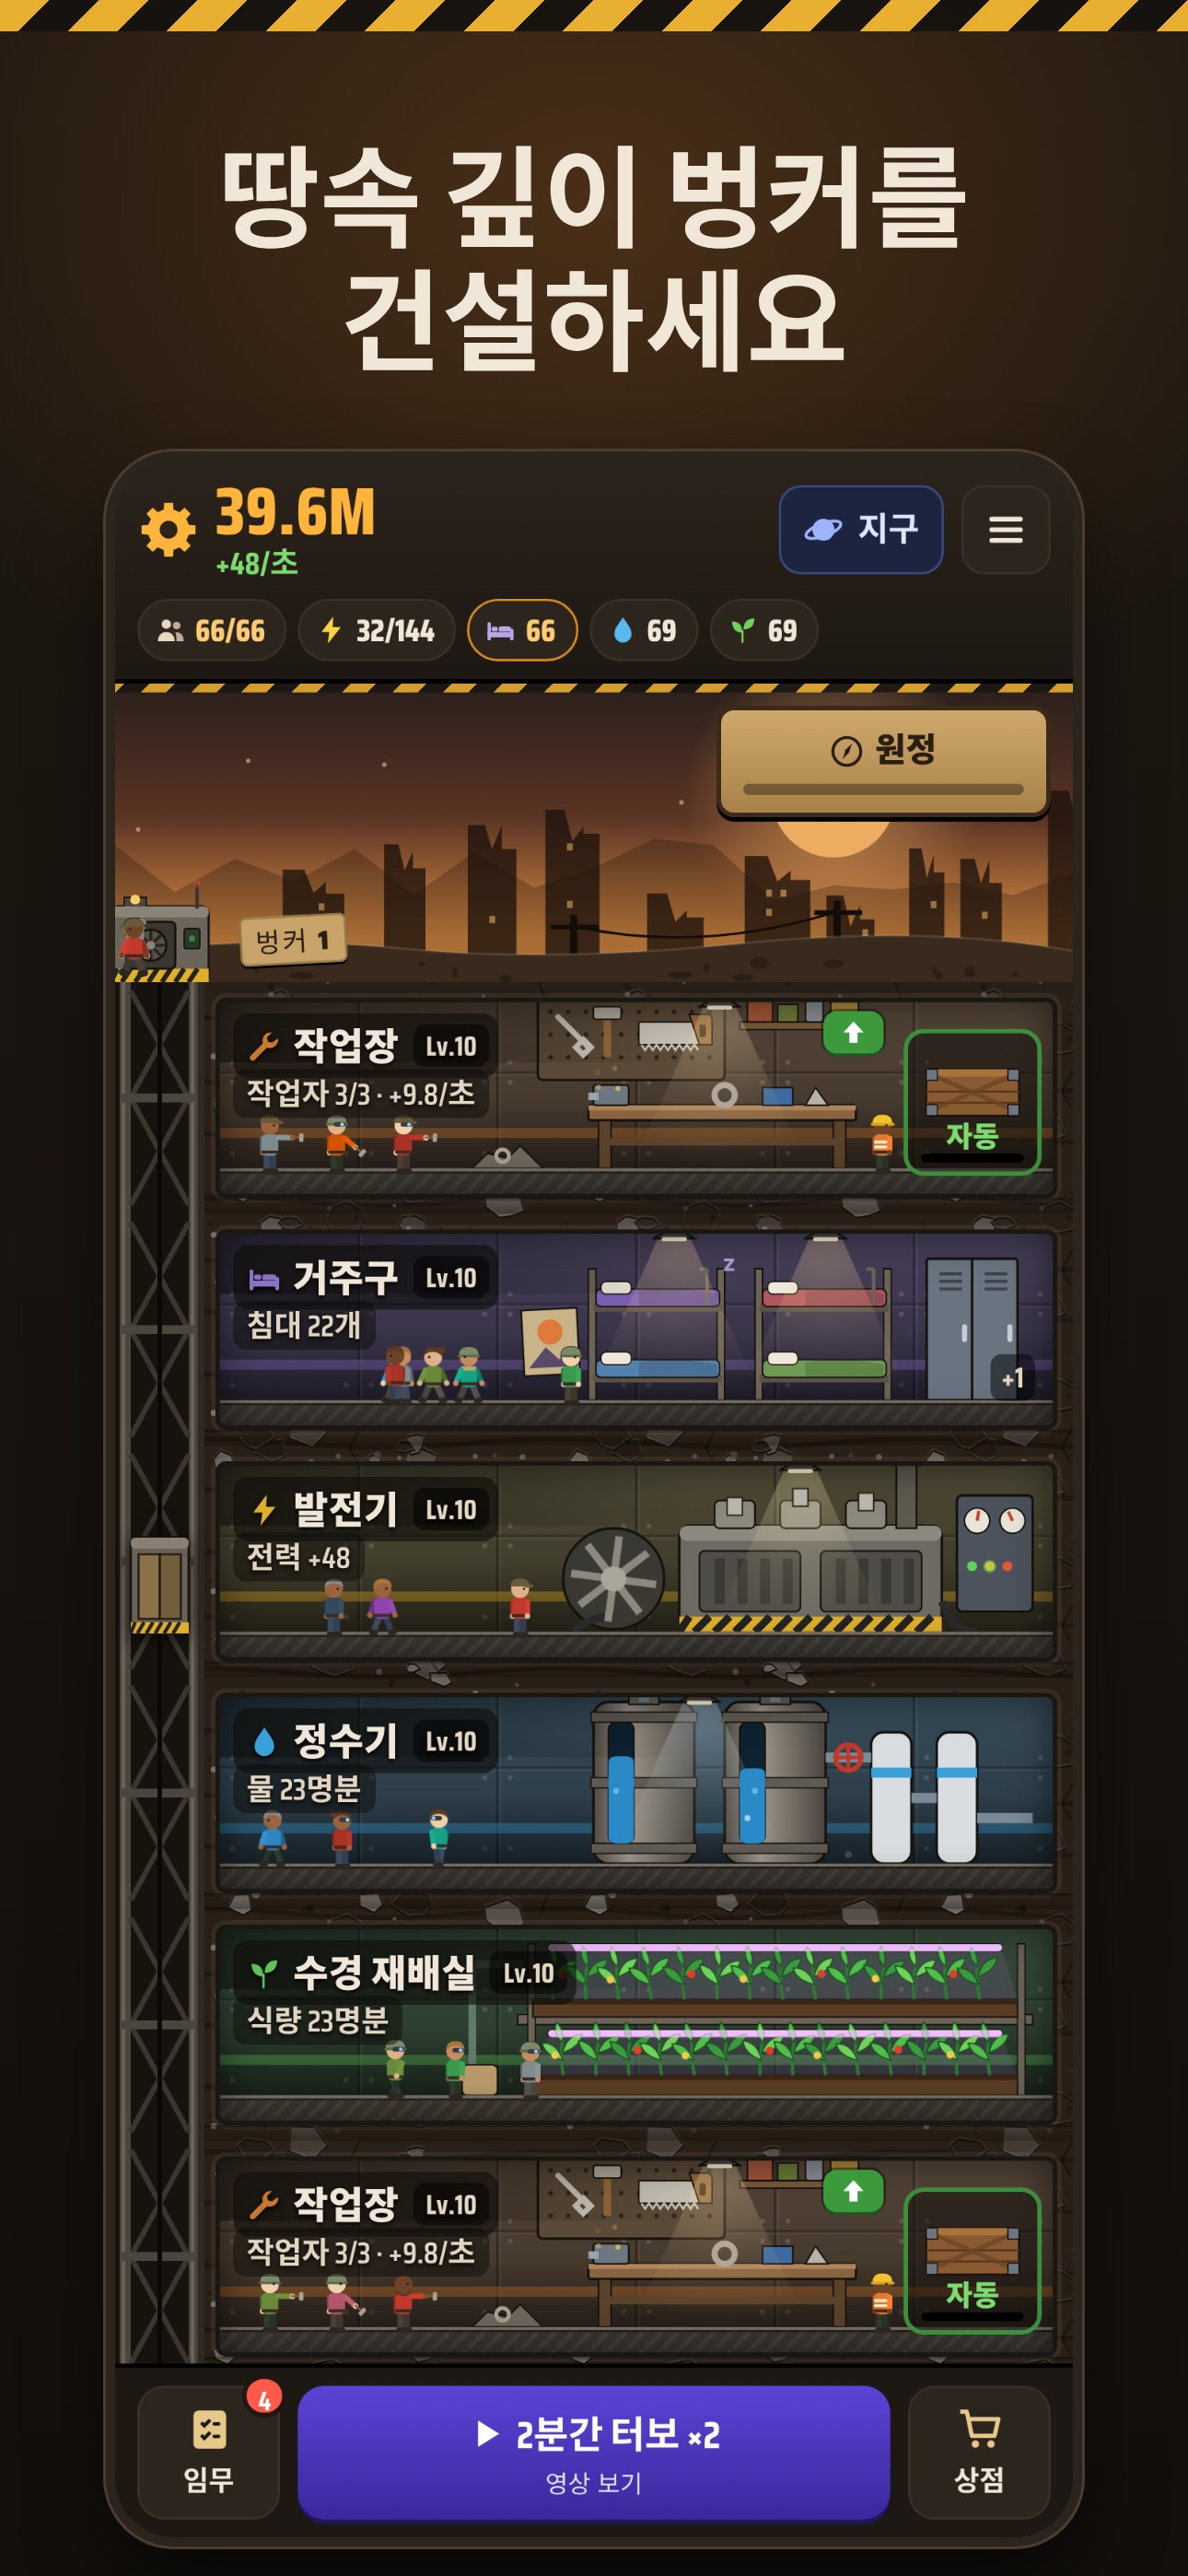 땅속 깊이 벙커를
건설하세요
39.6M
+48/초
지구
66/66
32/144
66
69
69
원정
벙커 1
작업장 Lv.10
작업자 3/3 · +9.8/초
자동
거주구 Lv.10
침대 22개
z
+1
발전기 Lv.10
전력 +48
정수기 Lv.10
물 23명분
수경 재배실 Lv.10
식량 23명분
작업장 Lv.10
작업자 3/3 · +9.8/초
자동
4
임무
2분간 터보 ×2
영상 보기
상점